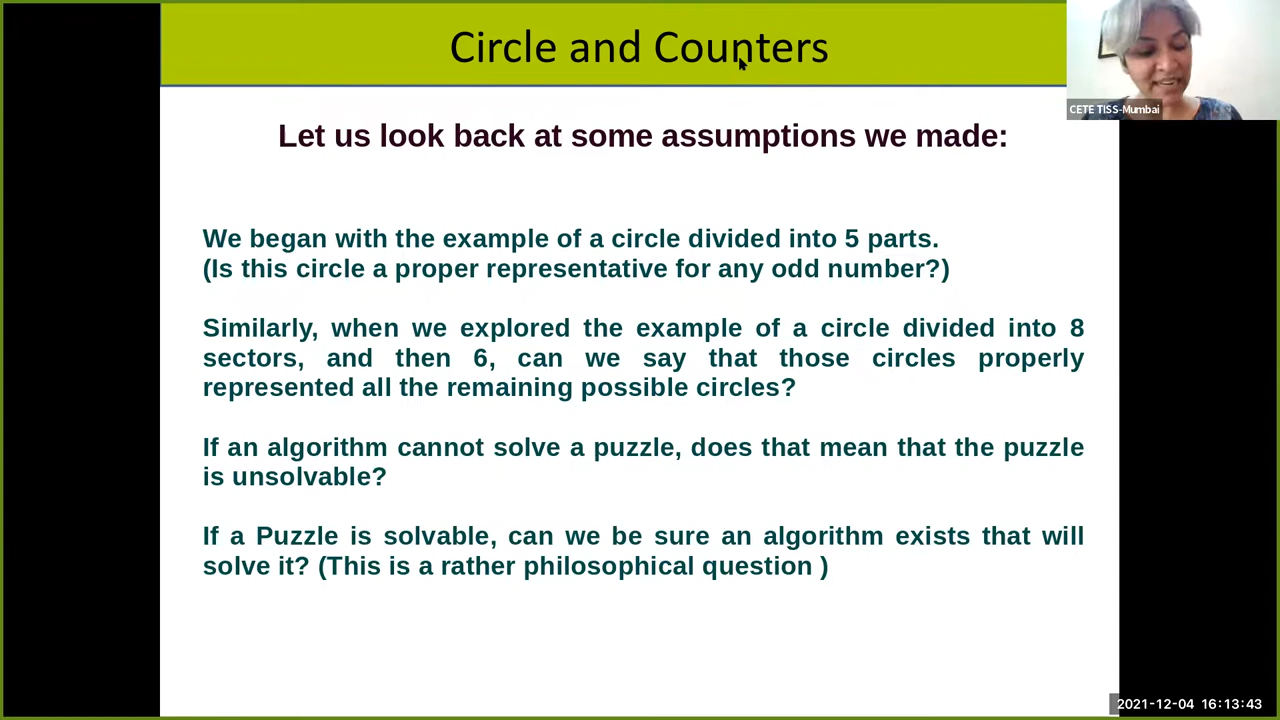 Circle and Counters
CETE TISS-Mumbai
Let us look back at some assumptions we made:
We began with the example of a circle divided into 5 parts.
(Is this circle a proper representative for any odd number?)
Similarly, when we explored the example of a circle divided into 8
sectors, and then 6, can we say that those circles properly
represented all the remaining possible circles?
If an algorithm cannot solve a puzzle, does that mean that the puzzle
is unsolvable?
If a Puzzle is solvable, can we be sure an algorithm exists that will
solve it? (This is a rather philosophical question )
2021-12-04 16:13:43